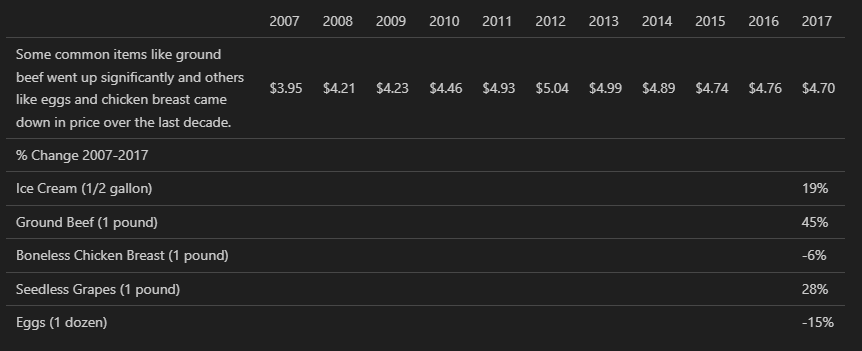 2007 2008 2009 2010 2011 2012 2013 2014 2015 2016 2017
Some common items like ground
beef went up significantly and others
like eggs and chicken breast came
down in price over the last decade.
$3.95 $4.21 $4.23 $4.46 $4.93 $5.04 $4.99 $4.89 $4.74 $4.76 $4.70
% Change 2007-2017
Ice Cream (1/2 gallon) 19%
Ground Beef (1 pound) 45%
Boneless Chicken Breast (1 pound) -6%
Seedless Grapes (1 pound) 28%
Eggs (1 dozen) -15%